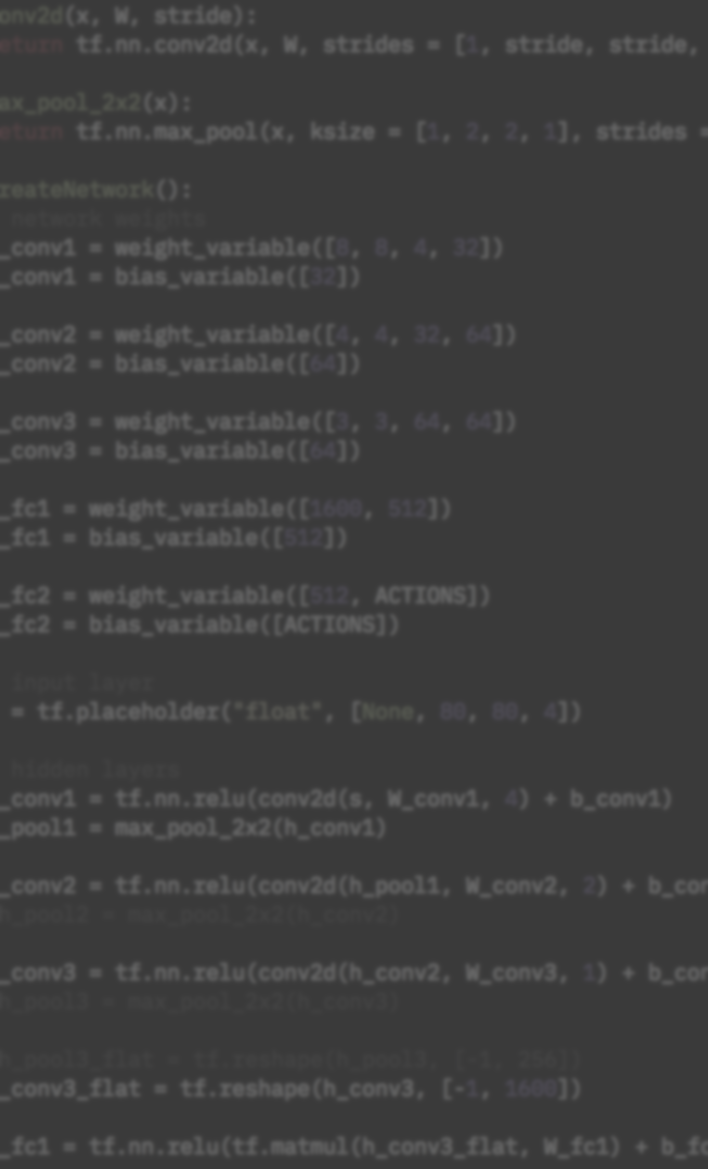 onv2d(x, W, stride):
eturn tf.nn.conv2d(x, W, strides = [1, stride, stride,
ax_pool_2x2(x):
eturn tf.nn.max_pool(x, ksize = [1, 2, 2, 1], strides =
reateNetwork():
network weights
_conv1 = weight_variable([8, 8, 4, 32])
_conv1 = bias_variable([32])
_conv2 = weight_variable([4, 4, 32, 64])
_conv2 = bias_variable([64])
_conv3 = weight_variable([3, 3, 64, 64])
_conv3 = bias_variable([64])
_fc1 = weight_variable([1600, 512])
_fc1 = bias_variable([512])
_fc2 = weight_variable([512, ACTIONS])
_fc2 = bias_variable([ACTIONS])
input layer
= tf.placeholder("float", [None, 80, 80, 4])
hidden layers
_conv1 = tf.nn.relu(conv2d(s, W_conv1, 4) + b_conv1)
_pool1 = max_pool_2x2(h_conv1)
_conv2 = tf.nn.relu(conv2d(h_pool1, W_conv2, 2) + b_con
h_pool2 = max_pool_2x2(h_conv2)
_conv3 = tf.nn.relu(conv2d(h_conv2, W_conv3, 1) + b_con
h_pool3 = max_pool_2x2(h_conv3)
h_pool3_flat = tf.reshape(h_pool3, [-1, 256])
_conv3_flat = tf.reshape(h_conv3, [-1, 1600])
_fc1 = tf.nn.relu(tf.matmul(h_conv3_flat, W_fc1) + b_fc